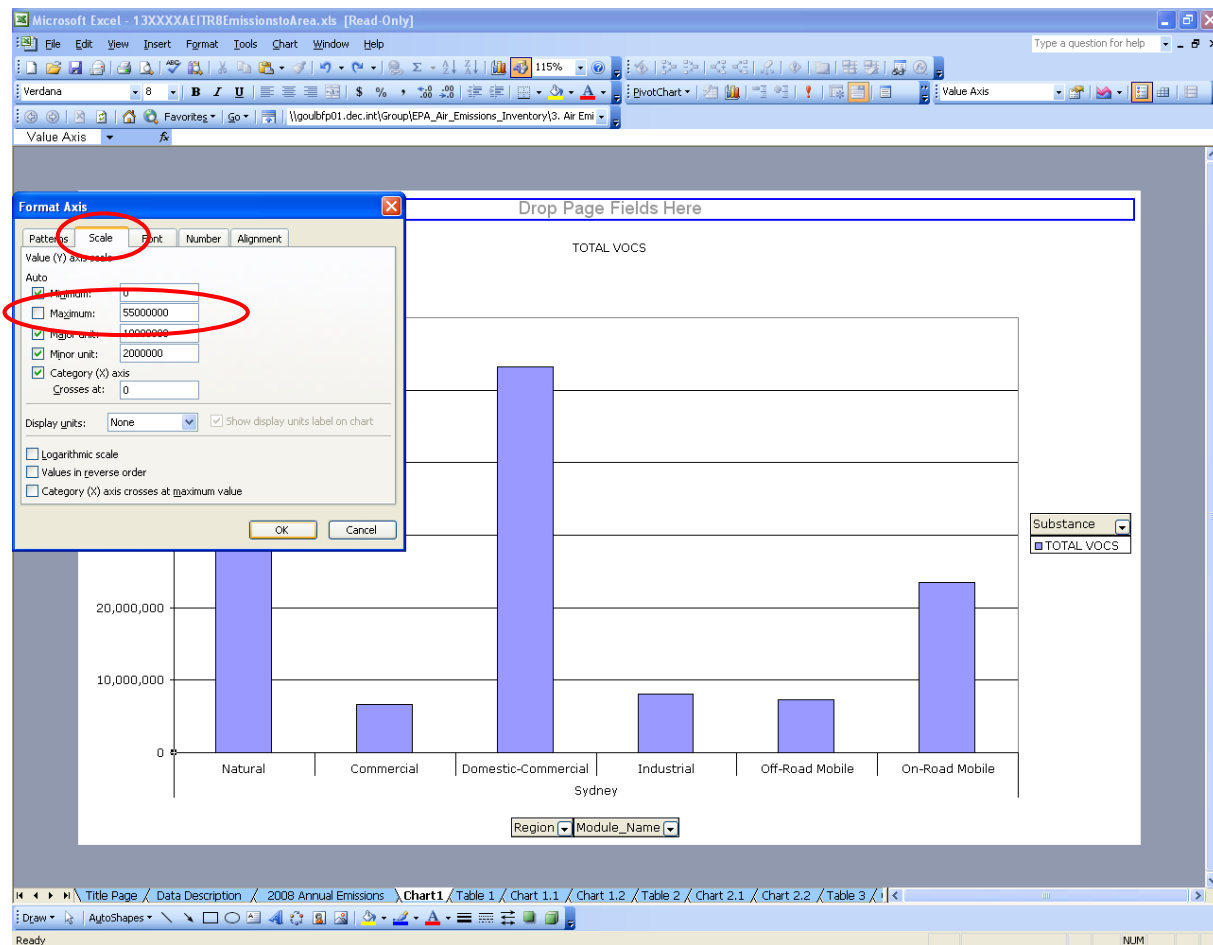 Microsoft Excel - 13XXXXAEITR8EmissionstoArea.xls [Read-Only]
File Edit View Insert Format Tools Chart Window Help
Type a question for help
115%
Verdana 8 B I U $ % , PivotChart Value Axis
Favorites Go \\goulbfp01.dec.int\Group\EPA_Air_Emissions_Inventory\3. Air Emi
Value Axis fx
Drop Page Fields Here
TOTAL VOCS
Format Axis
Patterns Scale Font Number Alignment
Value (Y) axis scale
Auto
Minimum: 0
Maximum: 55000000
Major unit: 10000000
Minor unit: 2000000
Category (X) axis
Crosses at: 0
Display units: None Show display units label on chart
Logarithmic scale
Values in reverse order
Category (X) axis crosses at maximum value
OK Cancel
Substance
TOTAL VOCS
20,000,000
10,000,000
0
Natural Commercial Domestic-Commercial Industrial Off-Road Mobile On-Road Mobile
Sydney
Region Module_Name
Title Page / Data Description / 2008 Annual Emissions \ Chart1 / Table 1 / Chart 1.1 / Chart 1.2 / Table 2 / Chart 2.1 / Chart 2.2 / Table 3 /
Draw AutoShapes
Ready NUM